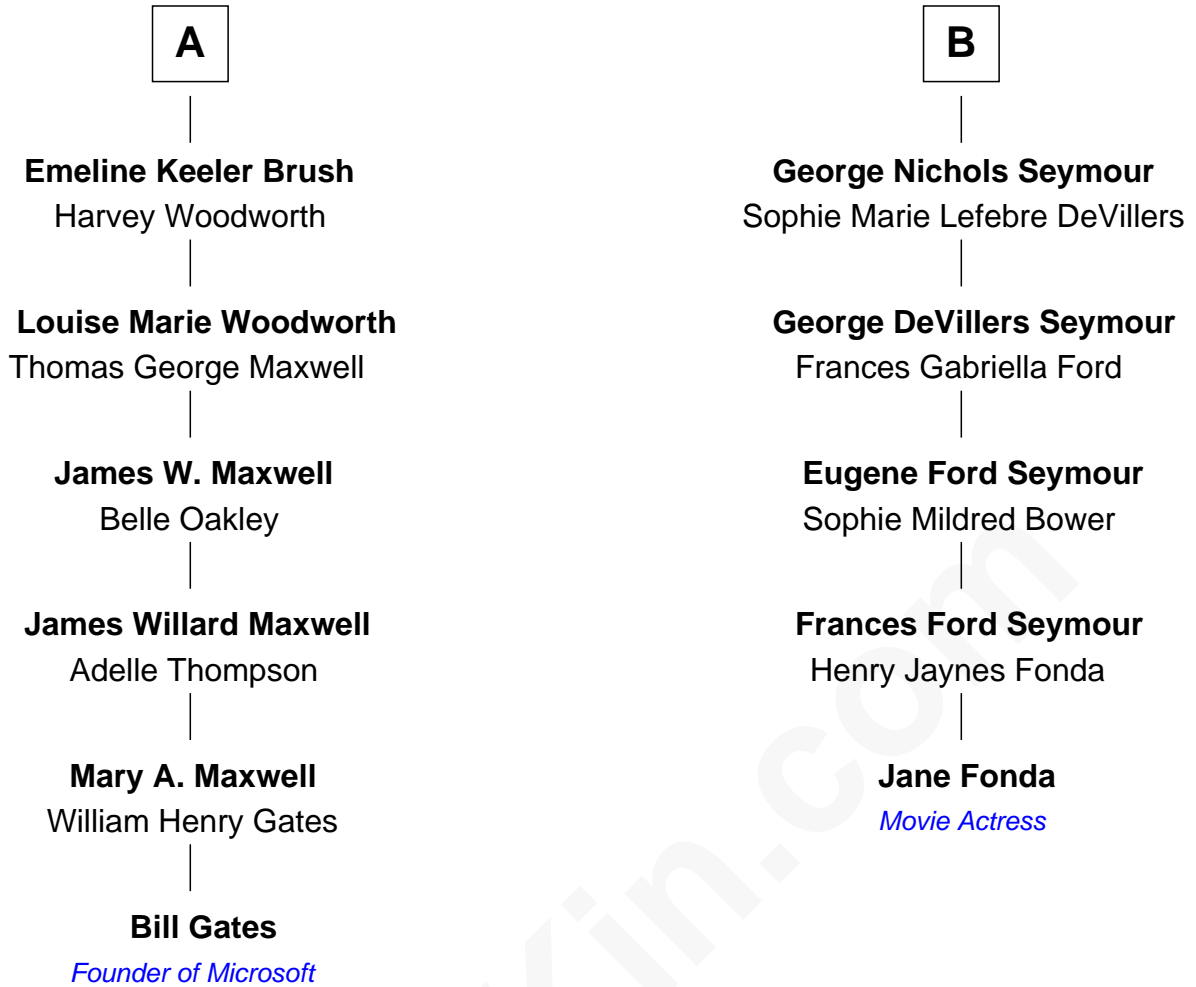 A
Emeline Keeler Brush
Harvey Woodworth
Louise Marie Woodworth
Thomas George Maxwell
James W. Maxwell
Belle Oakley
James Willard Maxwell
Adelle Thompson
Mary A. Maxwell
William Henry Gates
Bill Gates
Founder of Microsoft
B
George Nichols Seymour
Sophie Marie Lefebre DeVillers
George DeVillers Seymour
Frances Gabriella Ford
Eugene Ford Seymour
Sophie Mildred Bower
Frances Ford Seymour
Henry Jaynes Fonda
Jane Fonda
Movie Actress
Kin.com